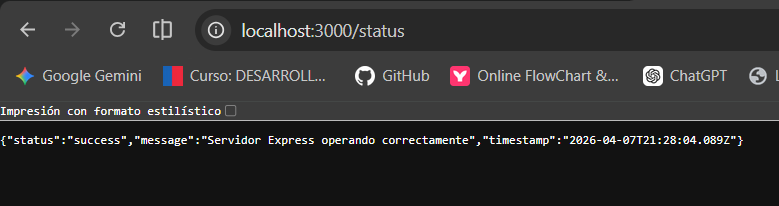 localhost:3000/status
Google Gemini Curso: DESARROLL... GitHub Online FlowChart &... ChatGPT
Impresión con formato estilístico
{"status":"success","message":"Servidor Express operando correctamente","timestamp":"2026-04-07T21:28:04.089Z"}